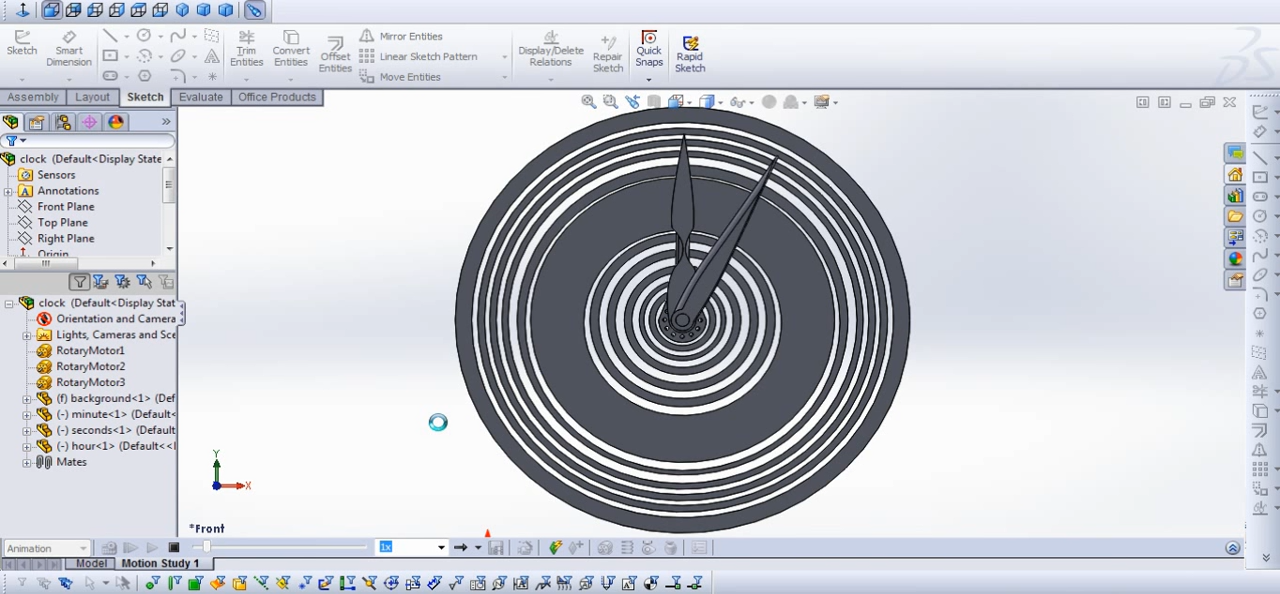 Sketch
Smart Dimension
Trim Entities
Convert Entities
Offset Entities
Mirror Entities
Linear Sketch Pattern
Move Entities
Display/Delete Relations
Repair Sketch
Quick Snaps
Rapid Sketch
Assembly Layout Sketch Evaluate Office Products
clock (Default<Display State
Sensors
Annotations
Front Plane
Top Plane
Right Plane
Origin
clock (Default<Display Stat
Orientation and Camera
Lights, Cameras and Sce
RotaryMotor1
RotaryMotor2
RotaryMotor3
(f) background<1> (Def
(-) minute<1> (Default<
(-) seconds<1> (Default
(-) hour<1> (Default<<I
Mates
Y
X
*Front
Animation
1x
Model Motion Study 1